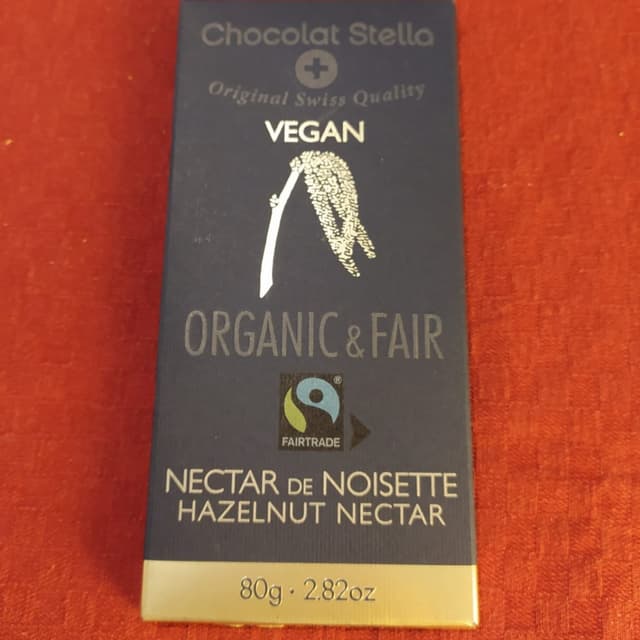 Chocolat Stella
Original Swiss Quality
VEGAN
ORGANIC & FAIR
®
FAIRTRADE
NECTAR DE NOISETTE
HAZELNUT NECTAR
80g · 2.82oz